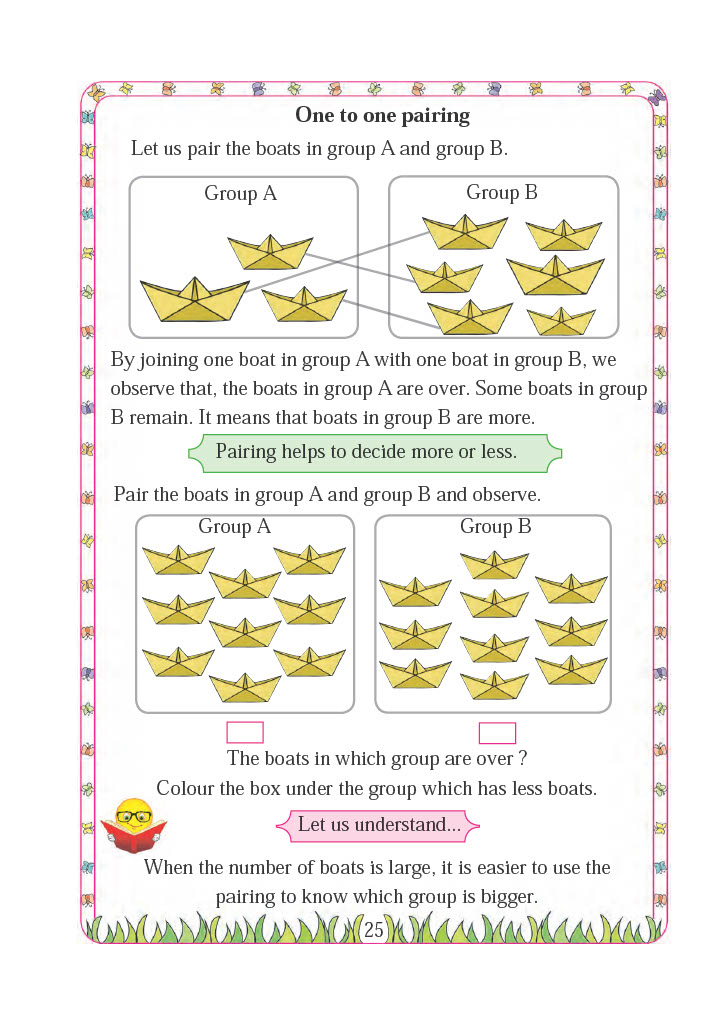 One to one pairing
Let us pair the boats in group A and group B.
Group A
Group B
By joining one boat in group A with one boat in group B, we
observe that, the boats in group A are over. Some boats in group
B remain. It means that boats in group B are more.
Pairing helps to decide more or less.
Pair the boats in group A and group B and observe.
Group A
Group B
The boats in which group are over ?
Colour the box under the group which has less boats.
Let us understand...
When the number of boats is large, it is easier to use the
pairing to know which group is bigger.
25